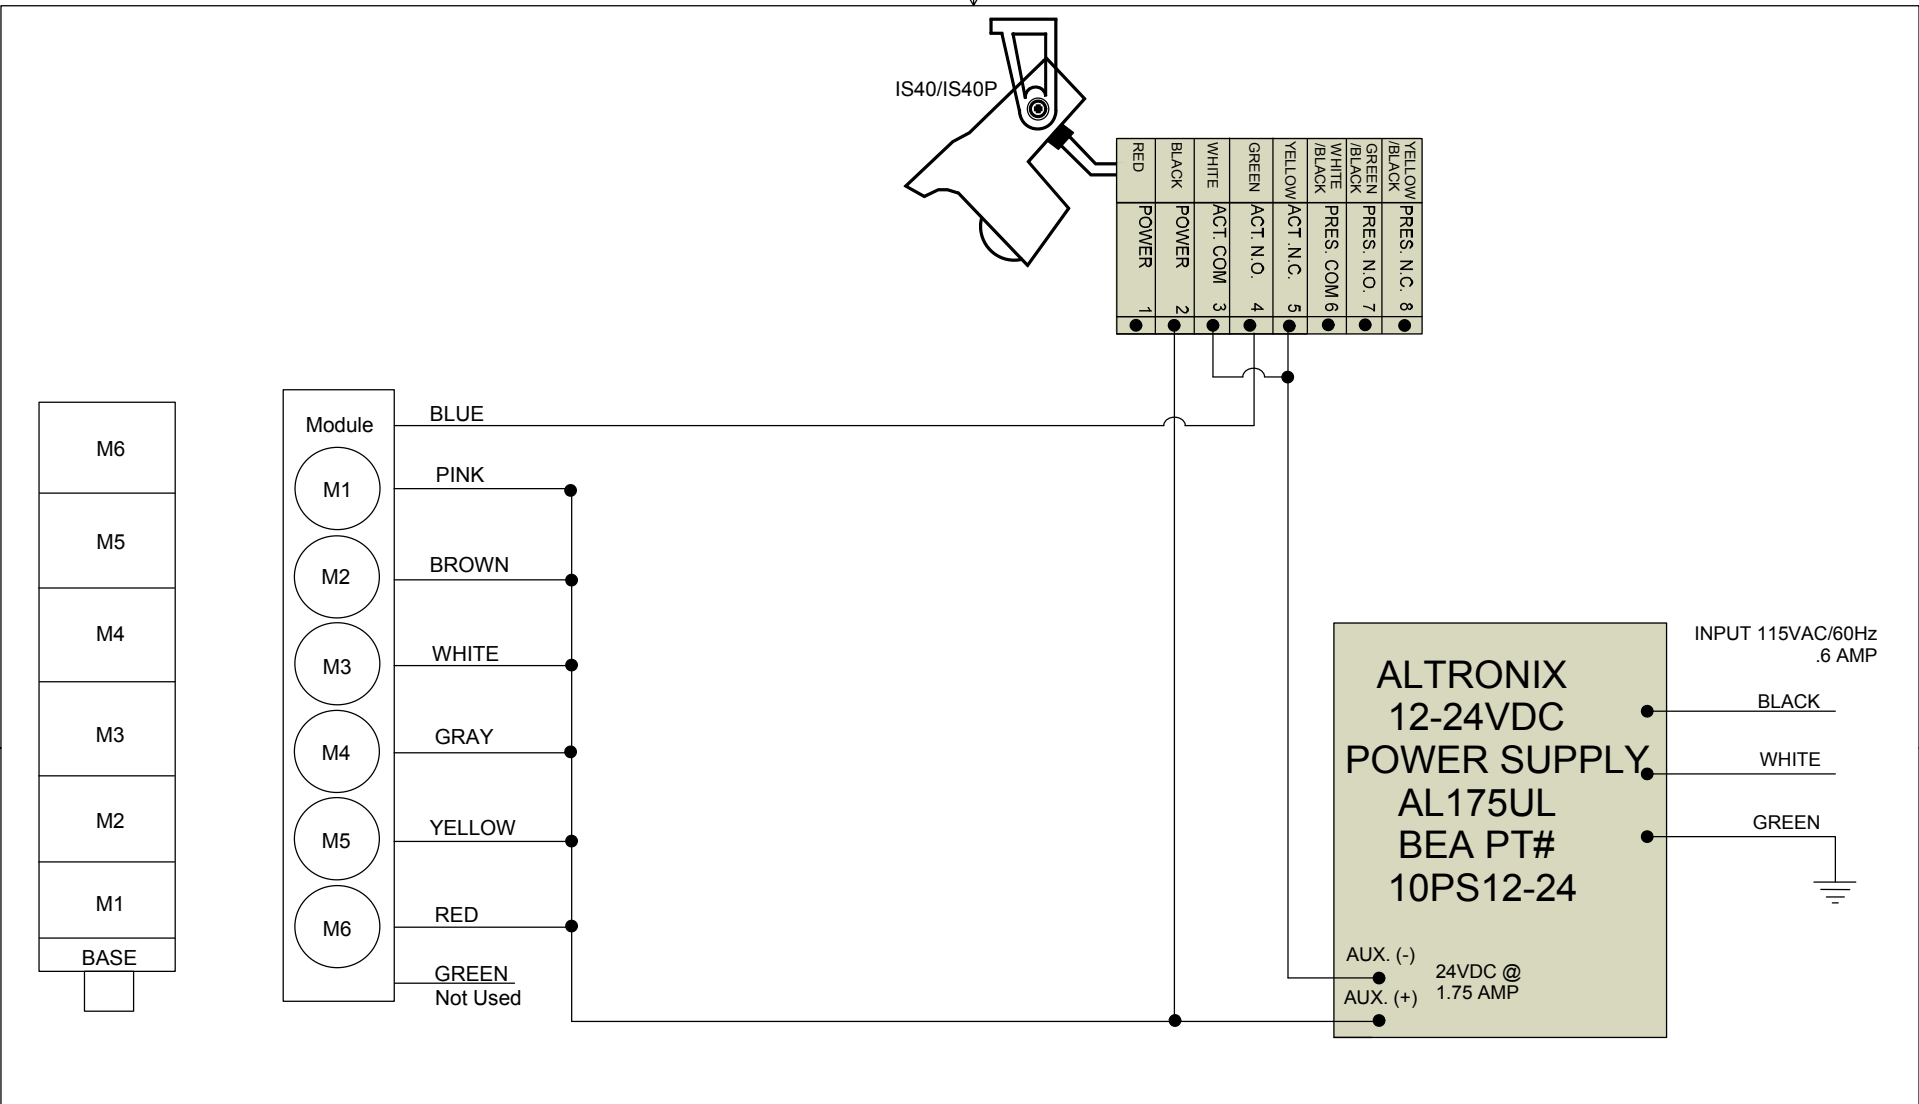 IS40/IS40P
RED
BLACK
WHITE
GREEN
YELLOW
WHITE
/BLACK
GREEN
/BLACK
YELLOW
/BLACK
POWER 1
POWER 2
ACT. COM 3
ACT. N.O. 4
ACT .N.C. 5
PRES. COM 6
PRES. N.O. 7
PRES. N.C. 8
M6
M5
M4
M3
M2
M1
BASE
Module
M1
M2
M3
M4
M5
M6
BLUE
PINK
BROWN
WHITE
GRAY
YELLOW
RED
GREEN
Not Used
ALTRONIX
12-24VDC
POWER SUPPLY
AL175UL
BEA PT#
10PS12-24
AUX. (-)
AUX. (+)
24VDC @
1.75 AMP
INPUT 115VAC/60Hz
.6 AMP
BLACK
WHITE
GREEN